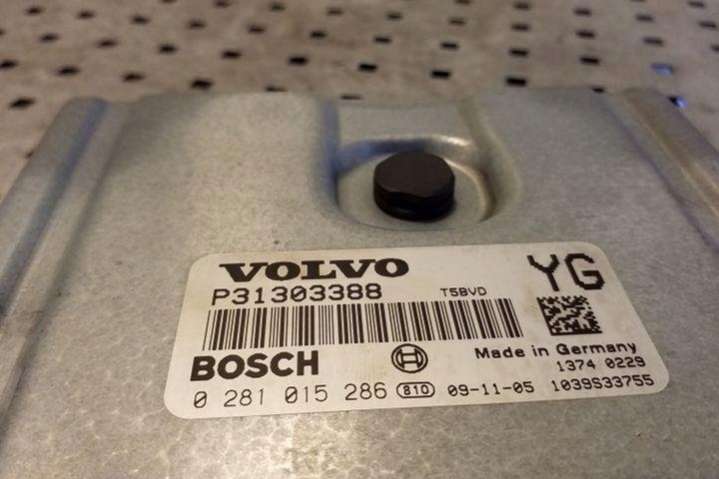 VOLVO
YG
P31303388 T5BVD
BOSCH Made in Germany
1374 0229
0 281 015 286 810 09-11-05 1039S33755